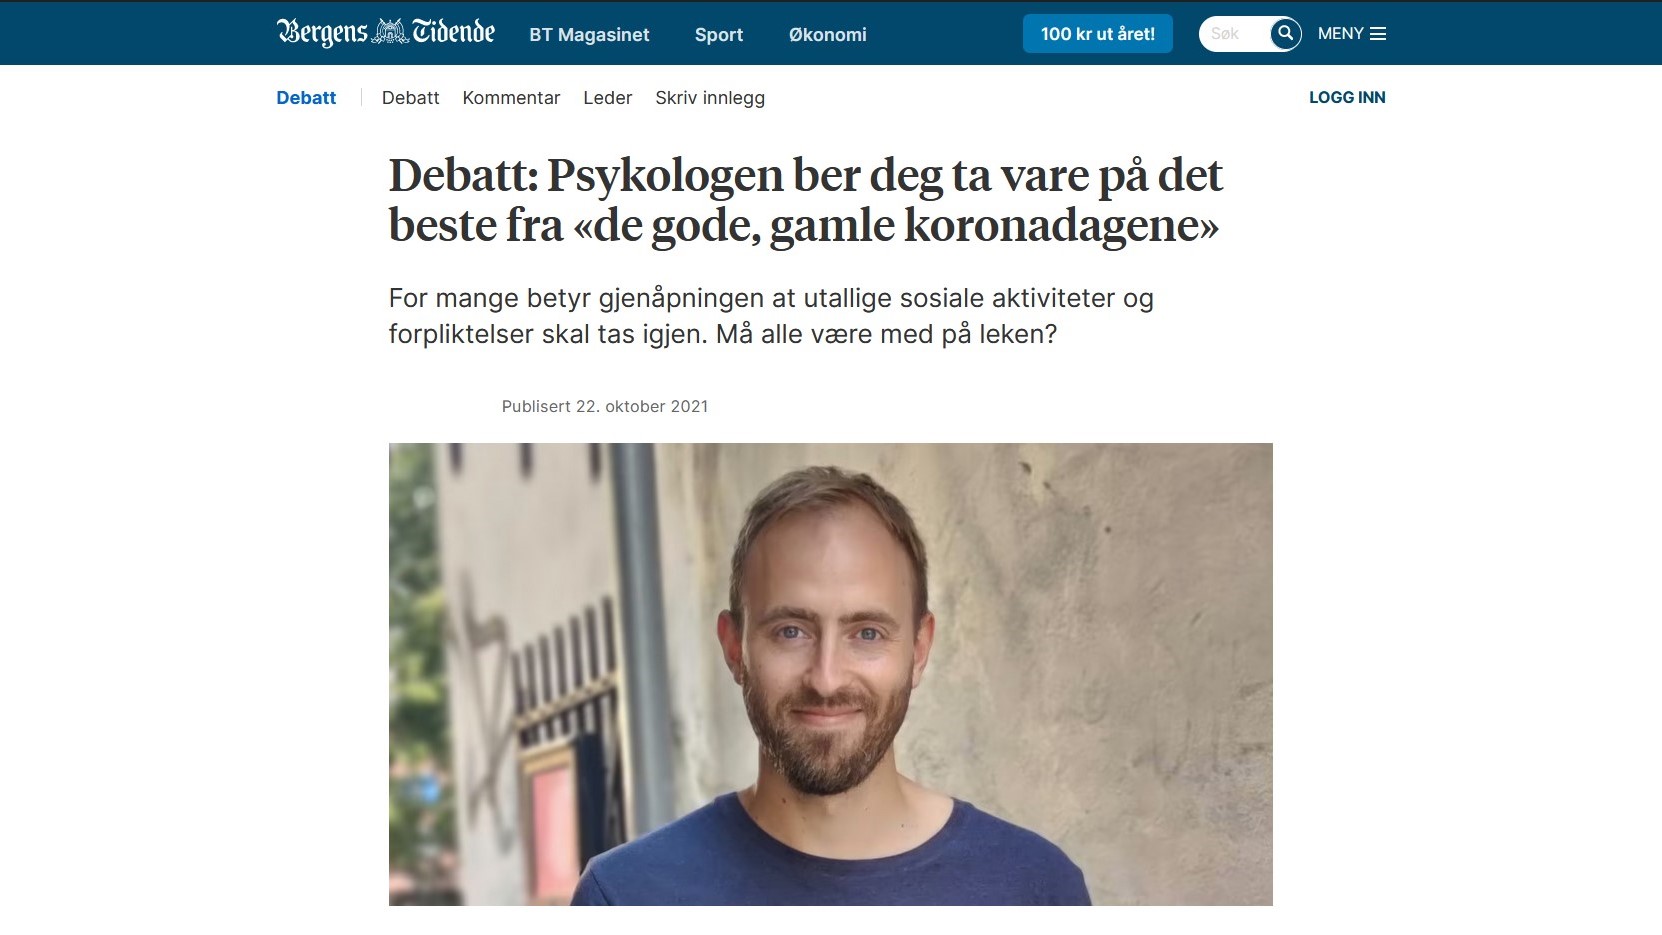 Bergens Tidende
BT Magasinet
Sport
Økonomi
100 kr ut året!
Søk
MENY
Debatt
Debatt
Kommentar
Leder
Skriv innlegg
LOGG INN
Debatt: Psykologen ber deg ta vare på det
beste fra «de gode, gamle koronadagene»
For mange betyr gjenåpningen at utallige sosiale aktiviteter og
forpliktelser skal tas igjen. Må alle være med på leken?
Publisert 22. oktober 2021